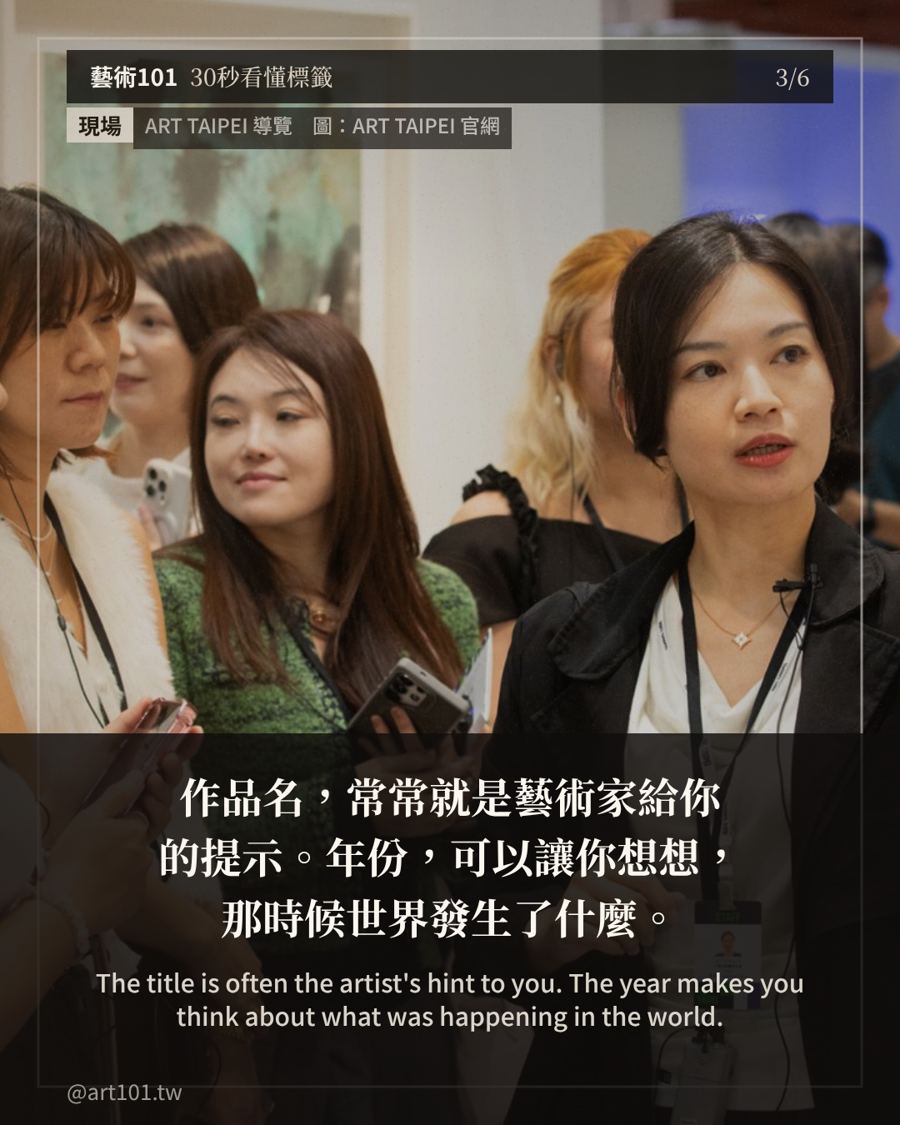 藝術101 30秒看懂標籤 3/6
現場 ART TAIPEI 導覽 圖：ART TAIPEI 官網
作品名，常常就是藝術家給你
的提示。年份，可以讓你想想，
那時候世界發生了什麼。
The title is often the artist's hint to you. The year makes you
think about what was happening in the world.
@art101.tw